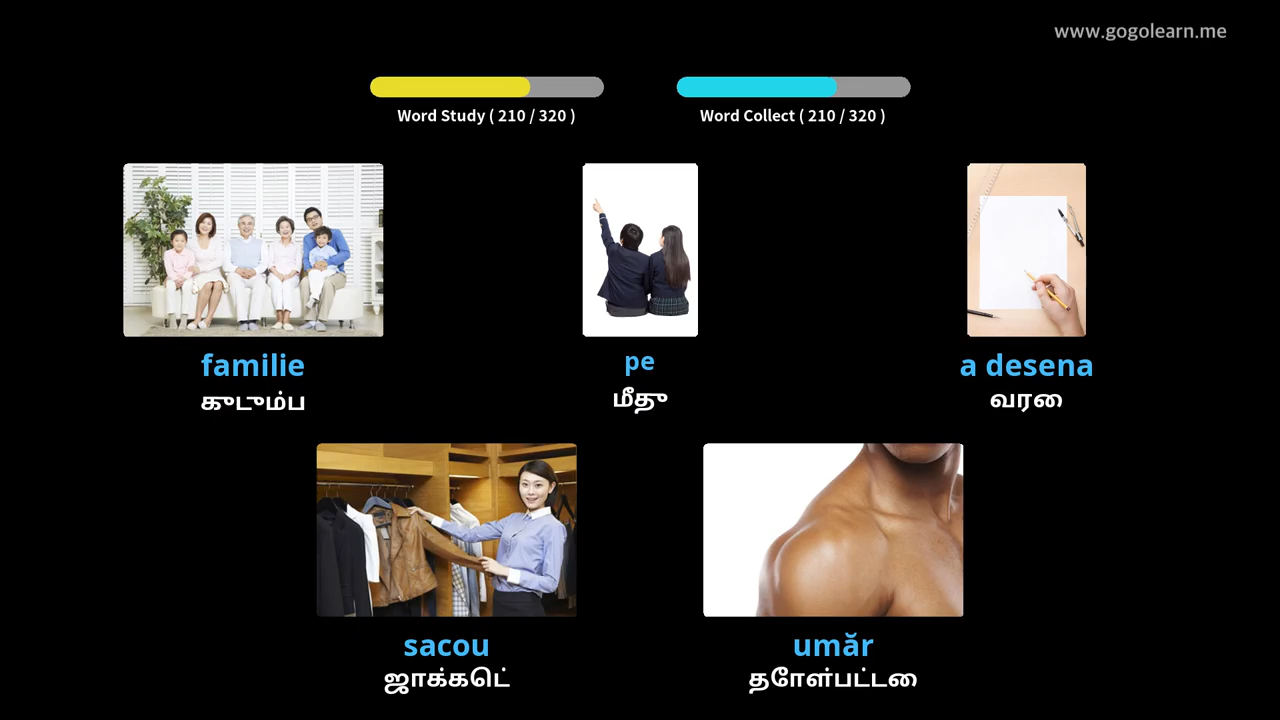 www.gogolearn.me
Word Study ( 210 / 320 )
Word Collect ( 210 / 320 )
familie
குடும்ப
pe
மீது
a desena
வரை
sacou
ஜாக்கெட்
umăr
தோள்பட்டை